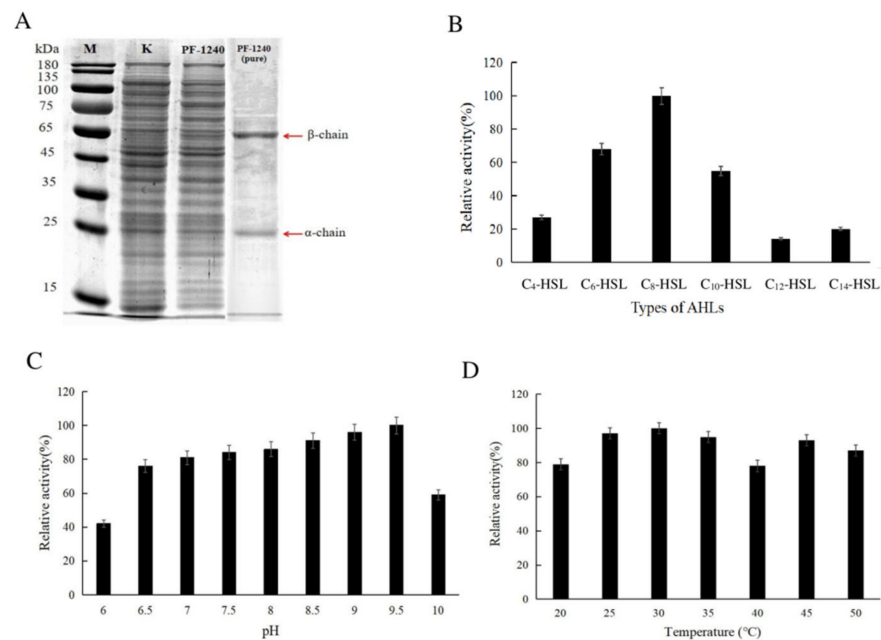 A
kDa
M
K
PF-1240
PF-1240
(pure)
180
135
100
75
65
45
35
25
15
β-chain
α-chain
B
Relative activity(%)
120
100
80
60
40
20
0
C₄-HSL C₆-HSL C₈-HSL C₁₀-HSL C₁₂-HSL C₁₄-HSL
Types of AHLs
C
Relative activity(%)
120
100
80
60
40
20
0
6 6.5 7 7.5 8 8.5 9 9.5 10
pH
D
Relative activity(%)
120
100
80
60
40
20
0
20 25 30 35 40 45 50
Temperature (°C)